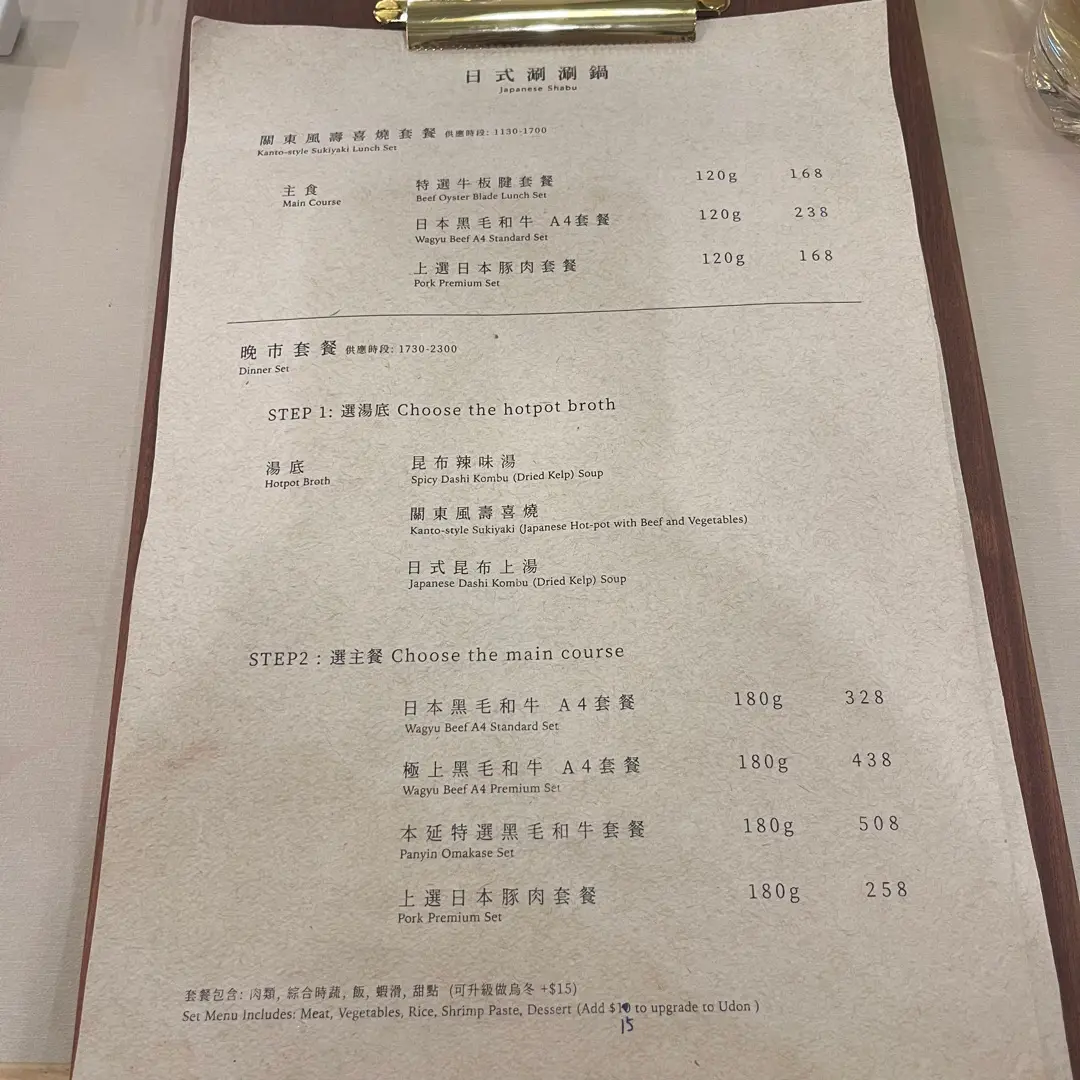 日式涮涮鍋
Japanese Shabu
關東風壽喜燒套餐 供應時段: 1130-1700
Kanto-style Sukiyaki Lunch Set
主食 特選牛板腱套餐 120g 168
Main Course Beef Oyster Blade Lunch Set
日本黑毛和牛 A4套餐 120g 238
Wagyu Beef A4 Standard Set
上選日本豚肉套餐 120g 168
Pork Premium Set
晚市套餐 供應時段: 1730-2300
Dinner Set
STEP 1: 選湯底 Choose the hotpot broth
湯底 昆布辣味湯
Hotpot Broth Spicy Dashi Kombu (Dried Kelp) Soup
關東風壽喜燒
Kanto-style Sukiyaki (Japanese Hot-pot with Beef and Vegetables)
日式昆布上湯
Japanese Dashi Kombu (Dried Kelp) Soup
STEP2 : 選主餐 Choose the main course
日本黑毛和牛 A4套餐 180g 328
Wagyu Beef A4 Standard Set
極上黑毛和牛 A4套餐 180g 438
Wagyu Beef A4 Premium Set
本延特選黑毛和牛套餐 180g 508
Panyin Omakase Set
上選日本豚肉套餐 180g 258
Pork Premium Set
套餐包含: 肉類, 綜合時蔬, 飯, 蝦滑, 甜點 (可升級做烏冬 +$15)
Set Menu Includes: Meat, Vegetables, Rice, Shrimp Paste, Dessert (Add $10 to upgrade to Udon )
15